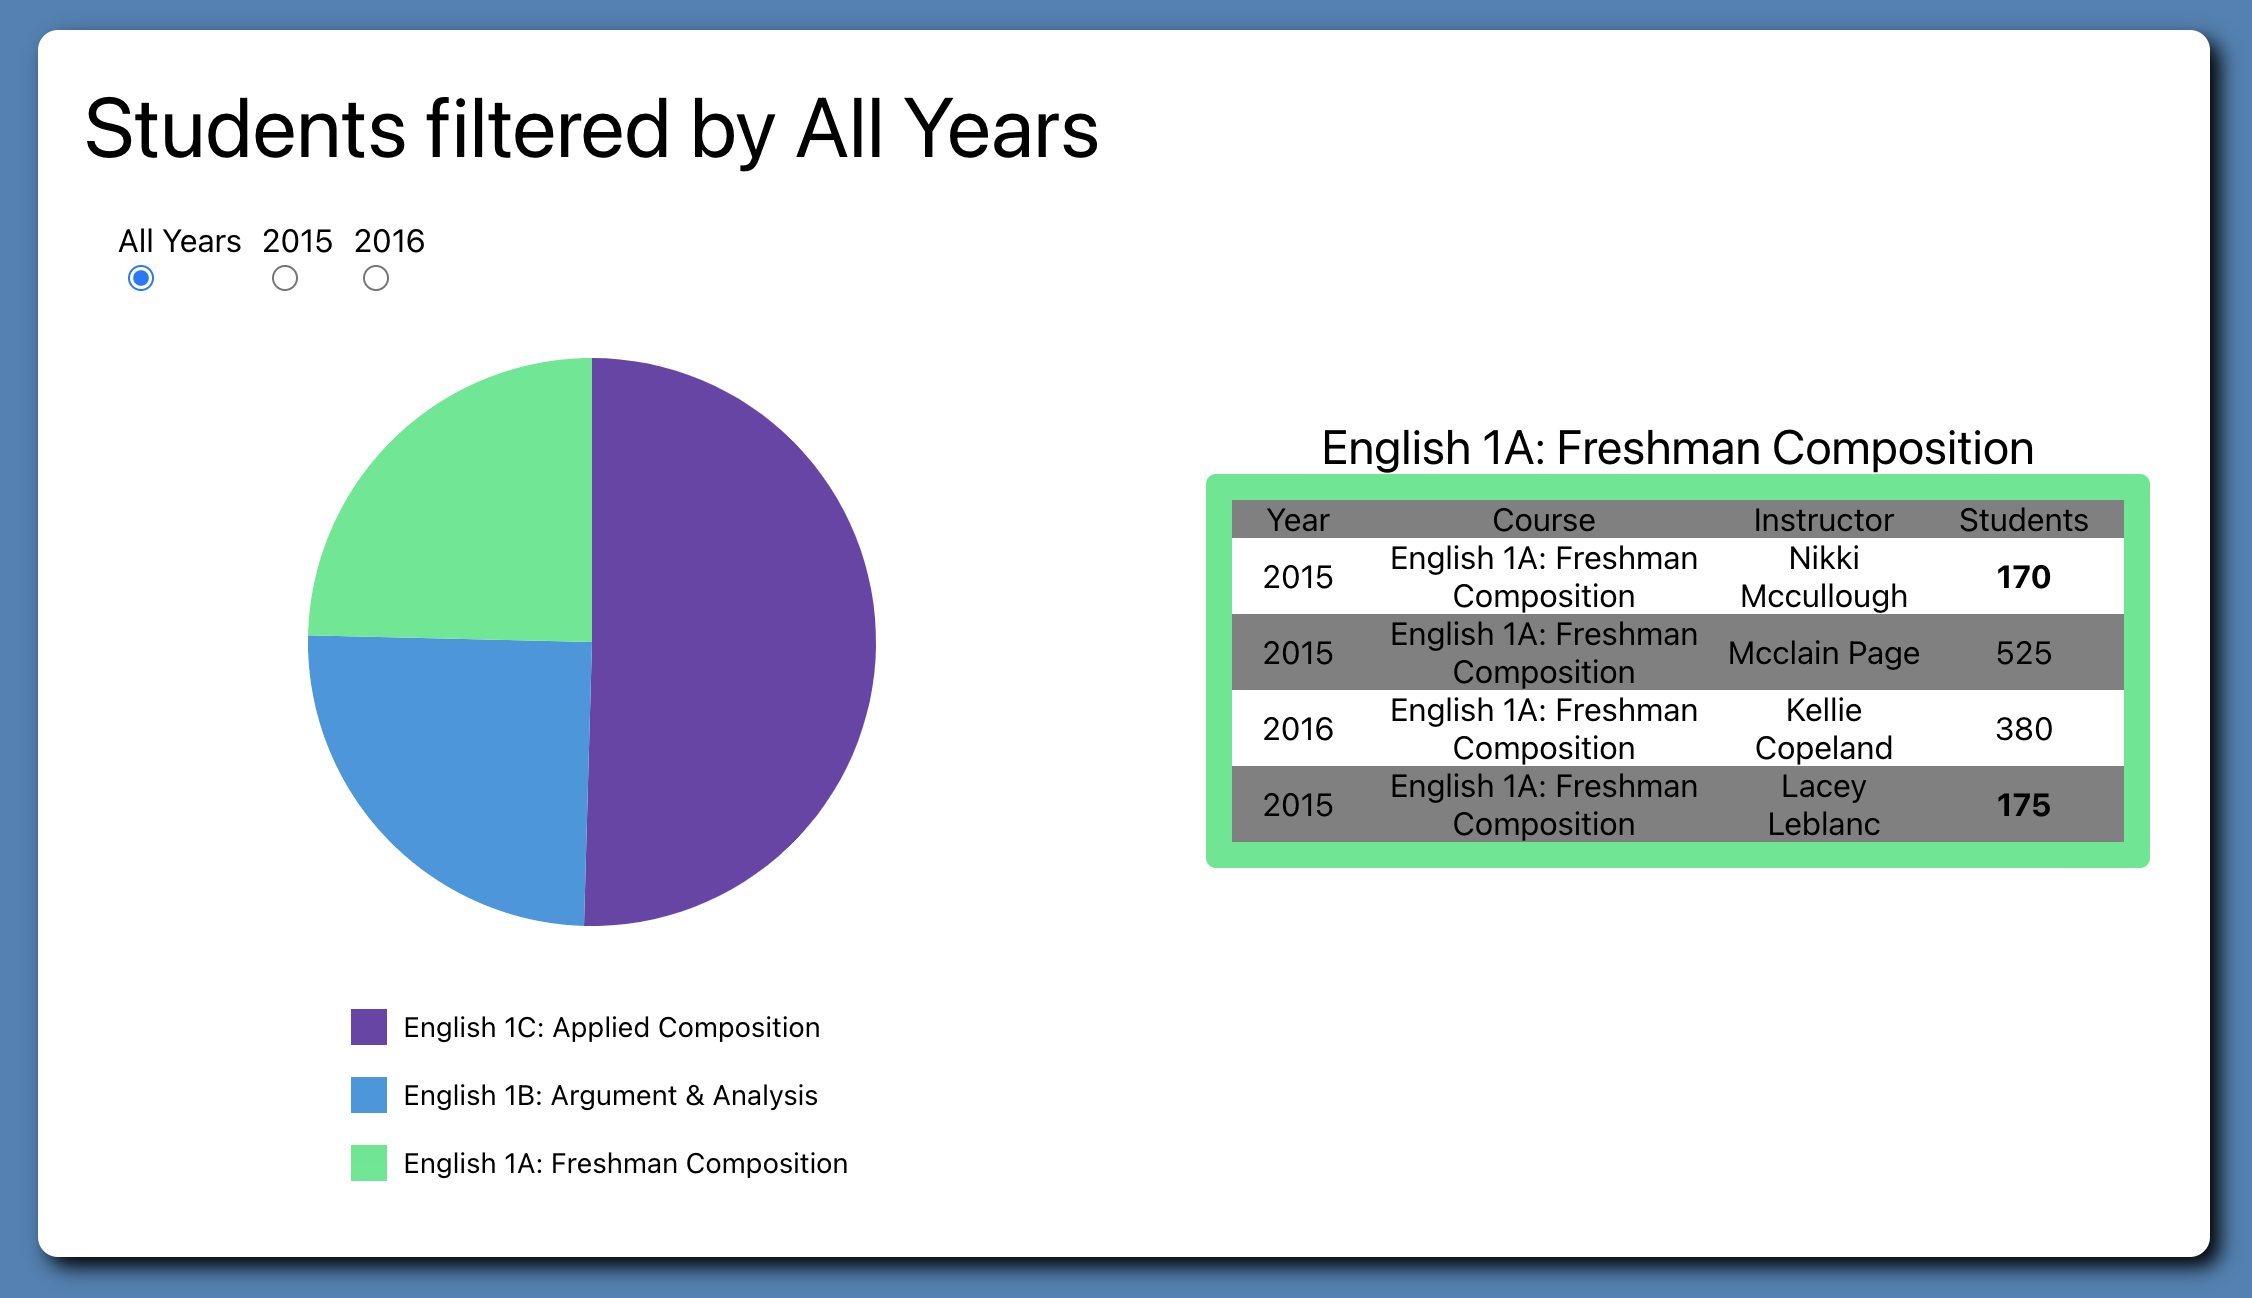 Students filtered by All Years
All Years 2015 2016
English 1C: Applied Composition
English 1B: Argument & Analysis
English 1A: Freshman Composition
English 1A: Freshman Composition
Year Course Instructor Students
2015 English 1A: Freshman Composition Nikki Mccullough 170
2015 English 1A: Freshman Composition Mcclain Page 525
2016 English 1A: Freshman Composition Kellie Copeland 380
2015 English 1A: Freshman Composition Lacey Leblanc 175